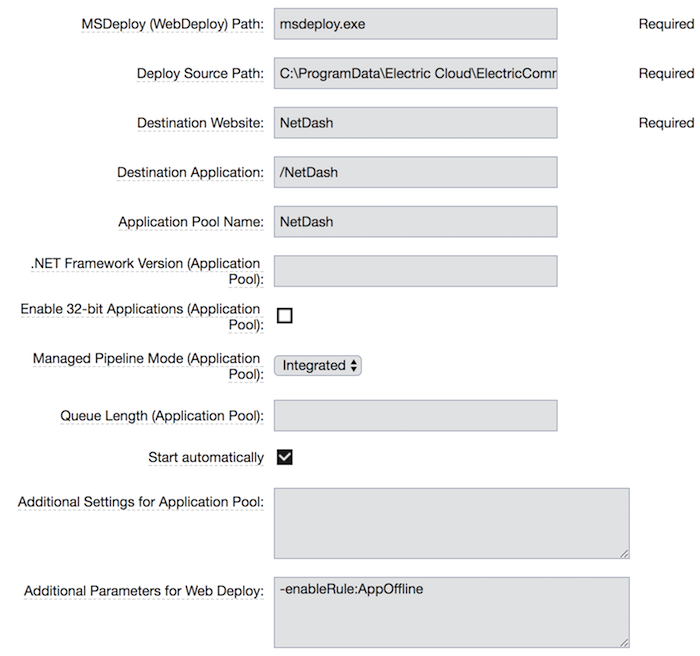 MSDeploy (WebDeploy) Path: msdeploy.exe Required
Deploy Source Path: C:\ProgramData\Electric Cloud\ElectricComr Required
Destination Website: NetDash Required
Destination Application: /NetDash
Application Pool Name: NetDash
.NET Framework Version (Application
Pool):
Enable 32-bit Applications (Application
Pool):
Managed Pipeline Mode (Application
Pool): Integrated
Queue Length (Application Pool):
Start automatically
Additional Settings for Application Pool:
Additional Parameters for Web Deploy: -enableRule:AppOffline